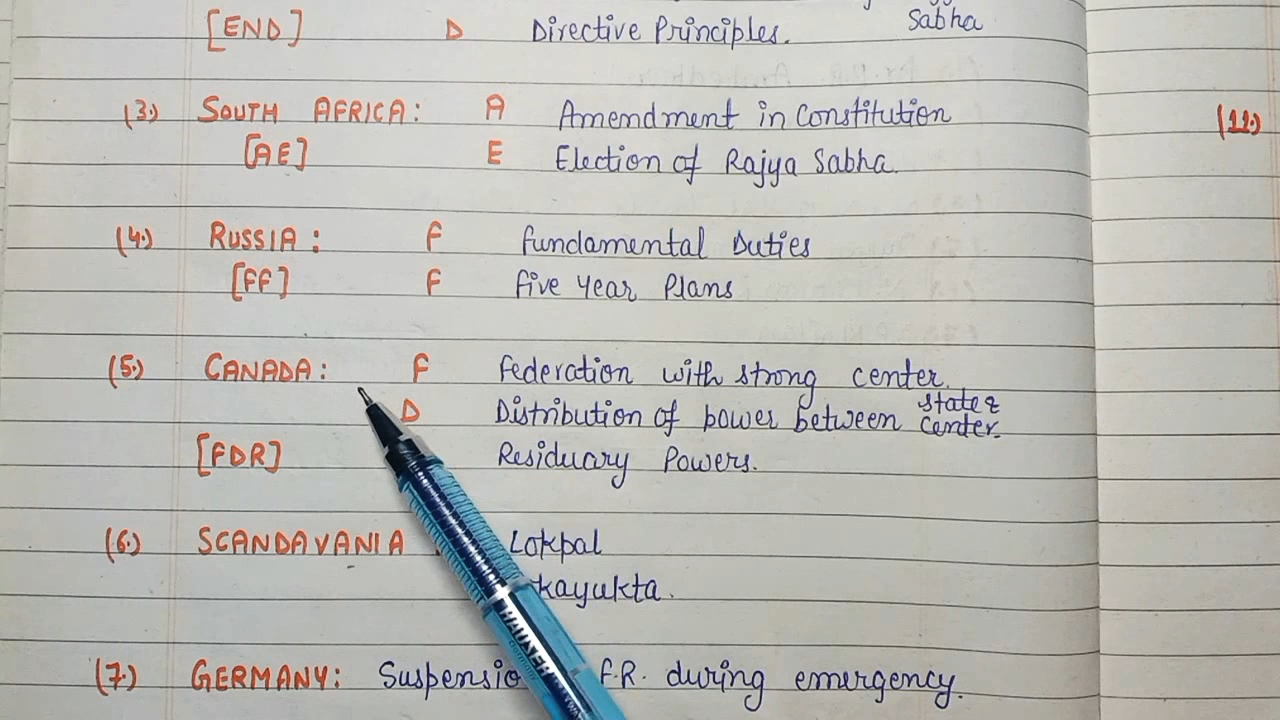 Sabha
[END] D Directive Principles.
(3.) SOUTH AFRICA: A Amendment in Constitution
[AE] E Election of Rajya Sabha.
(11.)
(4.) RUSSIA: F Fundamental Duties
[FF] F Five Year Plans
(5.) CANADA: F Federation with strong center.
D Distribution of power between state & center.
[FDR] Residuary Powers.
(6.) SCANDAVANIA Lokpal
kayukta.
(7.) GERMANY: Suspensio F.R. during emergency.
HAUSER